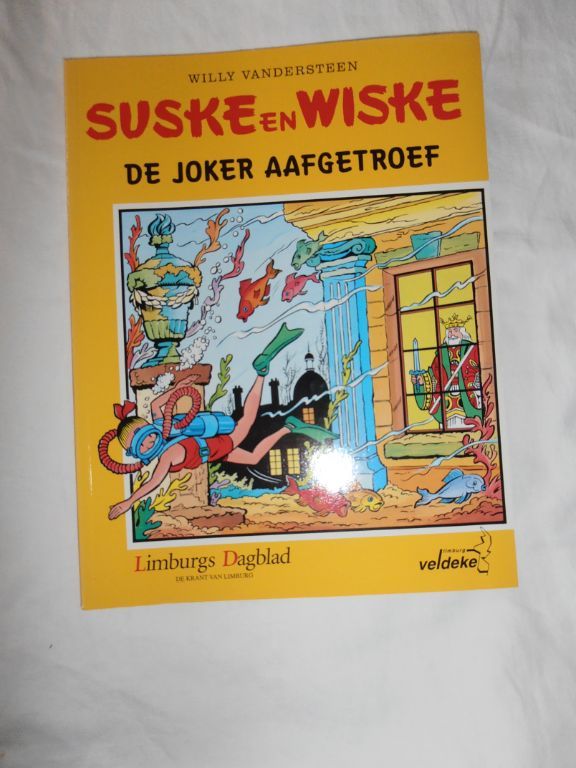 WILLY VANDERSTEEN
SUSKE EN WISKE
DE JOKER AAFGETROEF
Limburgs Dagblad
DE KRANT VAN LIMBURG
limburg
veldeke